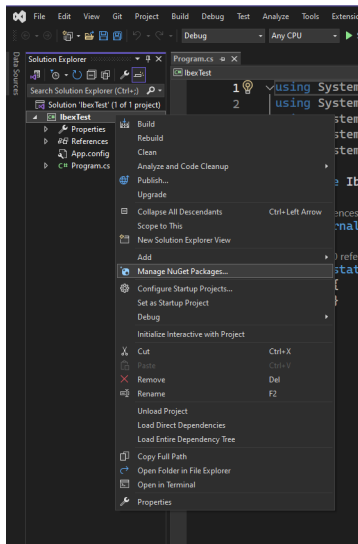 File Edit View Git Project Build Debug Test Analyze Tools Extensio
Debug Any CPU
Data Sources
Solution Explorer
Program.cs
IbexTest
Search Solution Explorer (Ctrl+;)
1 using System
Solution 'IbexTest' (1 of 1 project)
2 using System
IbexTest
Properties
References
App.config
C# Program.cs
Build
Rebuild
Clean
Analyze and Code Cleanup
Publish...
Upgrade
Collapse All Descendants Ctrl+Left Arrow
Scope to This
New Solution Explorer View
Add
Manage NuGet Packages...
Configure Startup Projects...
Set as Startup Project
Debug
Initialize Interactive with Project
Cut Ctrl+X
Paste Ctrl+V
Remove Del
Rename F2
Unload Project
Load Direct Dependencies
Load Entire Dependency Tree
Copy Full Path
Open Folder in File Explorer
Open in Terminal
Properties